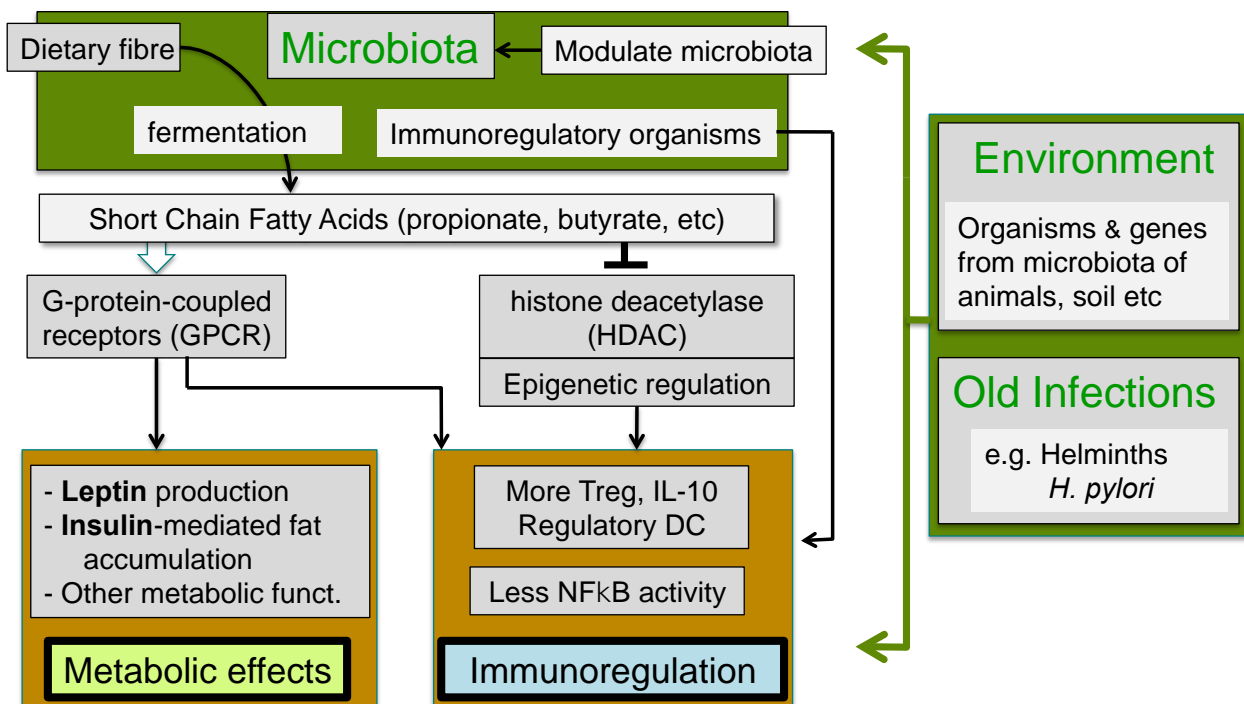 Dietary fibre
Microbiota
Modulate microbiota
fermentation
Immunoregulatory organisms
Short Chain Fatty Acids (propionate, butyrate, etc)
G-protein-coupled
receptors (GPCR)
histone deacetylase
(HDAC)
Epigenetic regulation
- Leptin production
- Insulin-mediated fat
accumulation
- Other metabolic funct.
Metabolic effects
More Treg, IL-10
Regulatory DC
Less NFkB activity
Immunoregulation
Environment
Organisms & genes
from microbiota of
animals, soil etc
Old Infections
e.g. Helminths
H. pylori